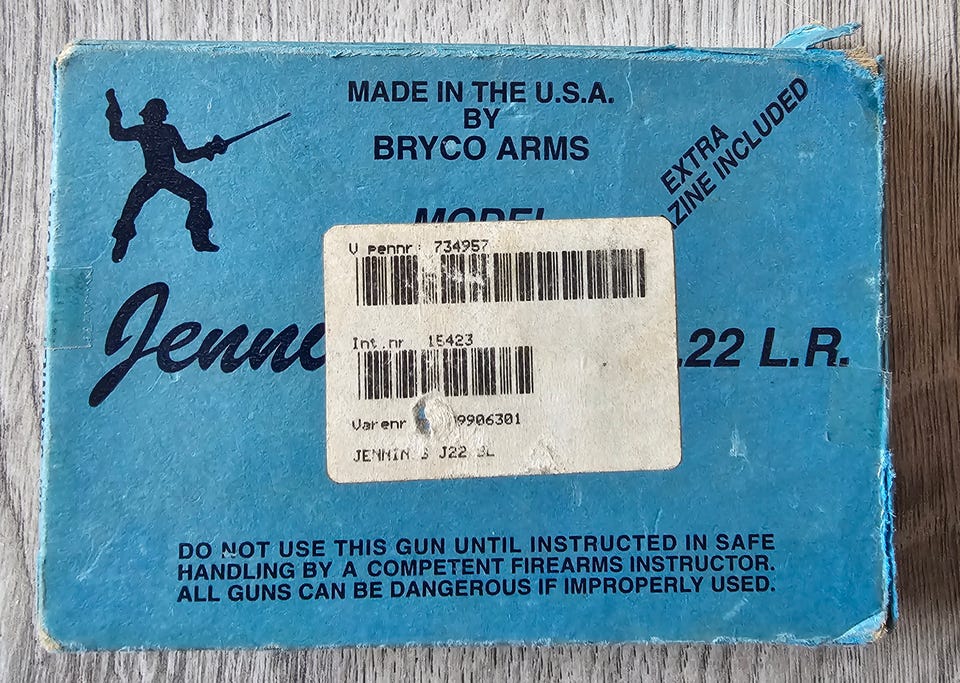 MADE IN THE U.S.A.
BY
BRYCO ARMS
EXTRA
ZINE INCLUDED
MODEL
Jenni
.22 L.R.
V pennr: 734957
Int.nr 15423
Varenr 9906301
J22
DO NOT USE THIS GUN UNTIL INSTRUCTED IN SAFE
HANDLING BY A COMPETENT FIREARMS INSTRUCTOR.
ALL GUNS CAN BE DANGEROUS IF IMPROPERLY USED.